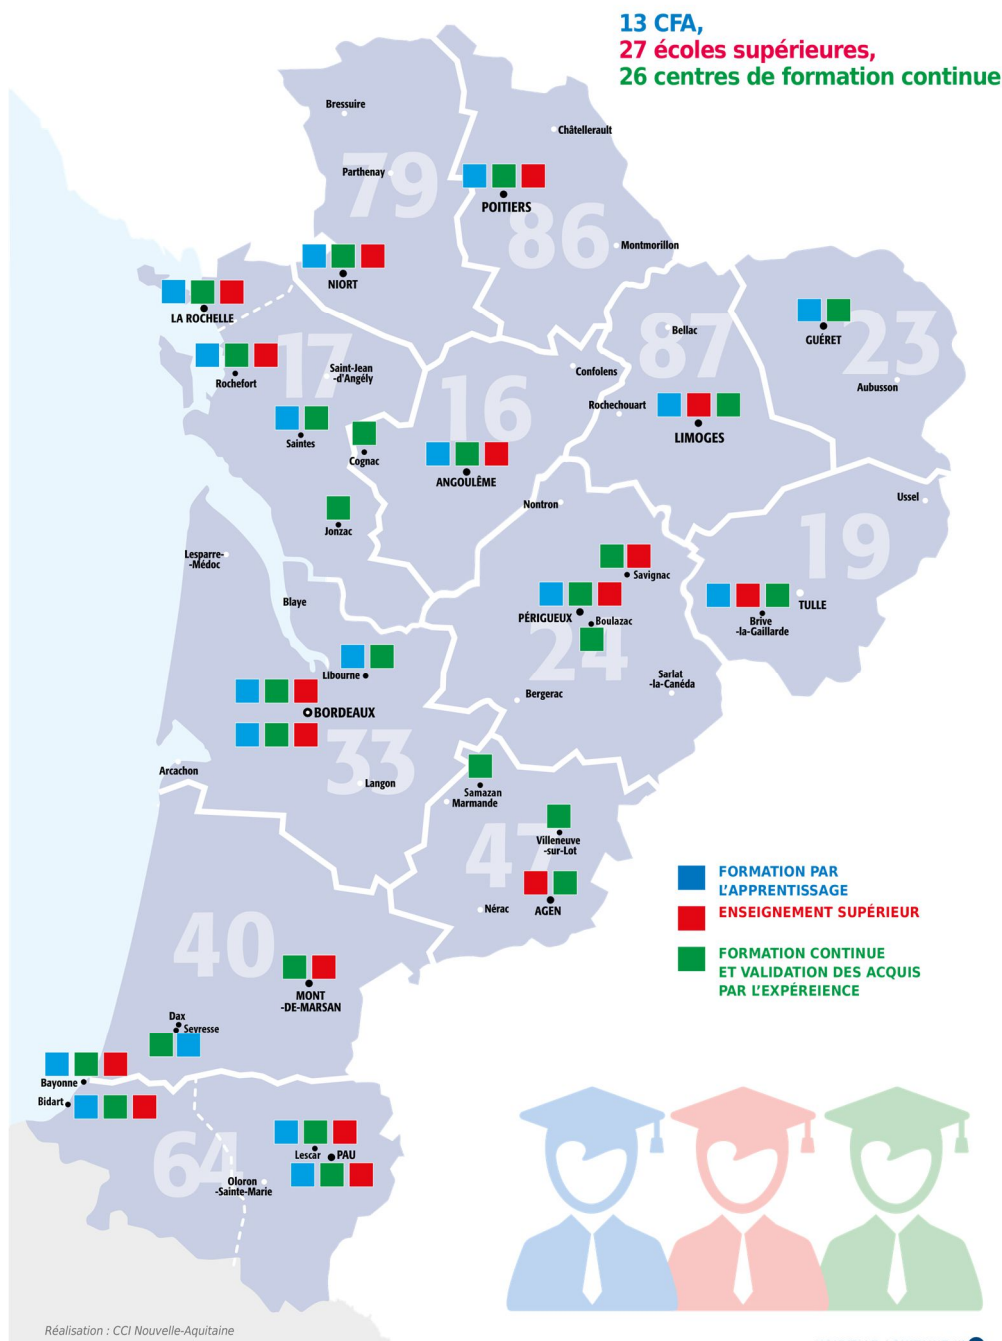 13 CFA,
27 écoles supérieures,
26 centres de formation continue
Bressuire
Châtellerault
Parthenay
79
POITIERS
86
Montmorillon
NIORT
LA ROCHELLE
17
87
Bellac
23
GUÉRET
Rochefort
Saint-Jean
-d'Angély
16
Confolens
Aubusson
Rochechouart
LIMOGES
Saintes
Cognac
ANGOULÊME
Nontron
Ussel
Jonzac
19
Lesparre-
-Médoc
Savignac
Blaye
PÉRIGUEUX
Boulazac
TULLE
Brive
-la-Gaillarde
24
Libourne
Sarlat
-la-Canéda
Bergerac
BORDEAUX
33
Arcachon
Langon
Samazan
Marmande
Villeneuve
-sur-Lot
47
Nérac
AGEN
FORMATION PAR
L'APPRENTISSAGE
ENSEIGNEMENT SUPÉRIEUR
FORMATION CONTINUE
ET VALIDATION DES ACQUIS
PAR L'EXPÉREIENCE
40
MONT
-DE-MARSAN
Dax
Seyresse
Bayonne
Bidart
64
Lescar
PAU
Oloron
-Sainte-Marie
Réalisation : CCI Nouvelle-Aquitaine